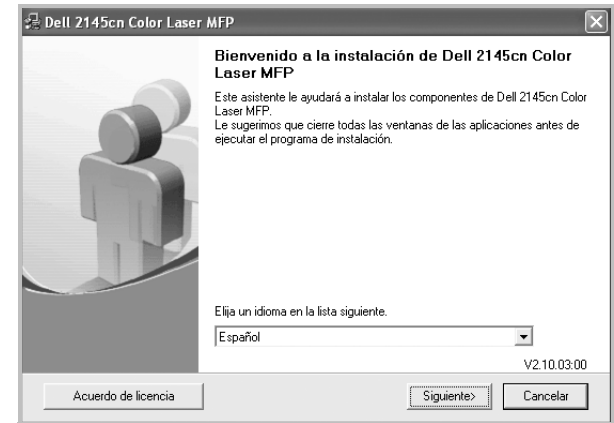 Dell 2145cn Color Laser MFP
Bienvenido a la instalación de Dell 2145cn Color
Laser MFP
Este asistente le ayudará a instalar los componentes de Dell 2145cn Color
Laser MFP.
Le sugerimos que cierre todas las ventanas de las aplicaciones antes de
ejecutar el programa de instalación.
Elija un idioma en la lista siguiente.
Español
V2.10.03:00
Acuerdo de licencia
Siguiente>
Cancelar